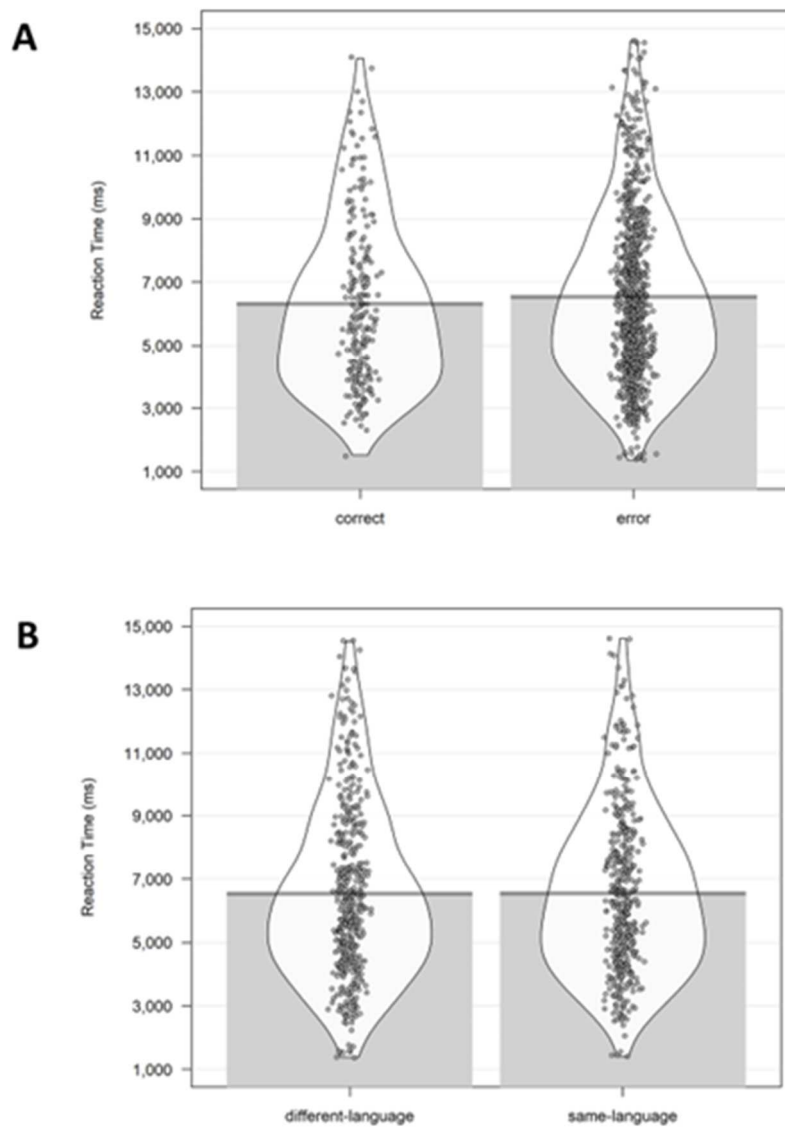 A
Reaction Time (ms)
15,000
13,000
11,000
9,000
7,000
5,000
3,000
1,000
correct error
B
Reaction Time (ms)
15,000
13,000
11,000
9,000
7,000
5,000
3,000
1,000
different-language same-language